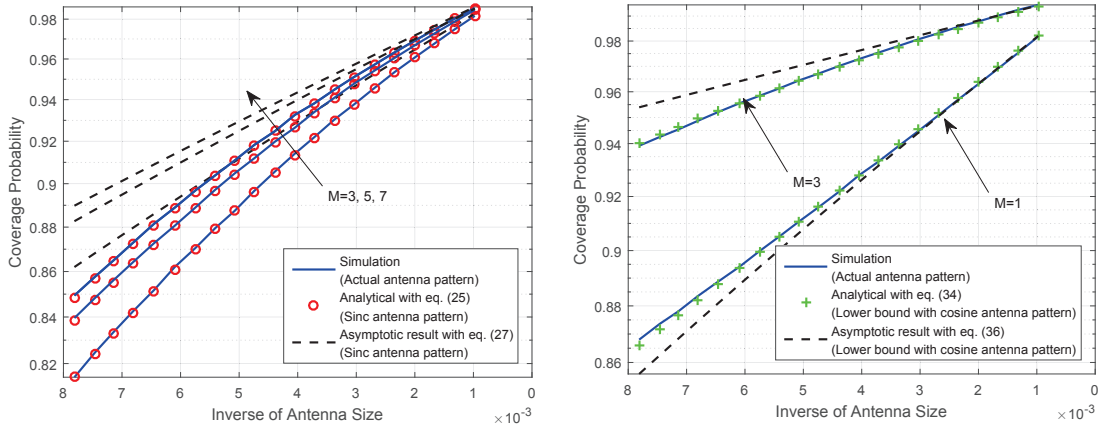 0.98
0.96
0.94
0.92
0.9
0.88
0.86
0.84
0.82
Coverage Probability
M=3, 5, 7
Simulation
(Actual antenna pattern)
Analytical with eq. (25)
(Sinc antenna pattern)
Asymptotic result with eq. (27)
(Sinc antenna pattern)
8 7 6 5 4 3 2 1 0
Inverse of Antenna Size
×10⁻³
0.98
0.96
0.94
0.92
0.9
0.88
0.86
Coverage Probability
M=3
M=1
Simulation
(Actual antenna pattern)
Analytical with eq. (34)
(Lower bound with cosine antenna pattern)
Asymptotic result with eq. (36)
(Lower bound with cosine antenna pattern)
8 7 6 5 4 3 2 1 0
Inverse of Antenna Size
×10⁻³